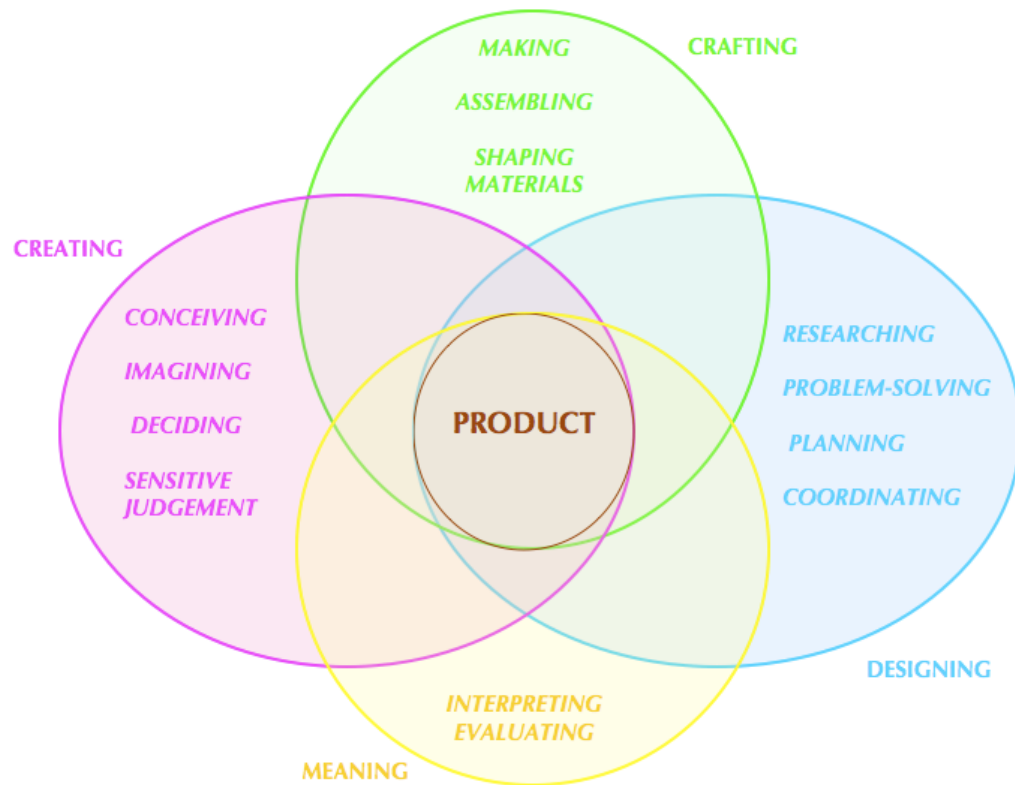 MAKING
CRAFTING
ASSEMBLING
SHAPING
MATERIALS
CREATING
CONCEIVING
IMAGINING
DECIDING
SENSITIVE
JUDGEMENT
PRODUCT
RESEARCHING
PROBLEM-SOLVING
PLANNING
COORDINATING
DESIGNING
INTERPRETING
EVALUATING
MEANING